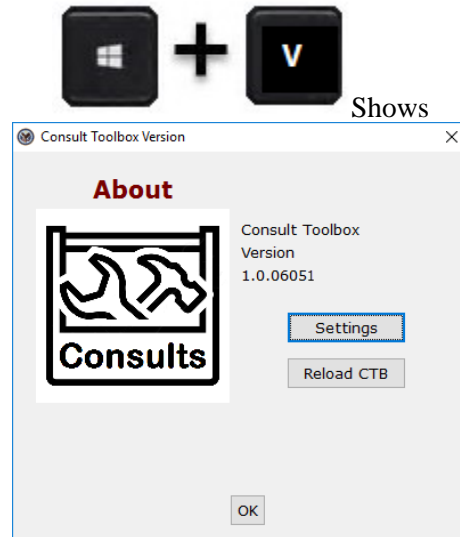 V
Shows
Consult Toolbox Version
About
Consult Toolbox
Version
1.0.06051
Consults
Settings
Reload CTB
OK